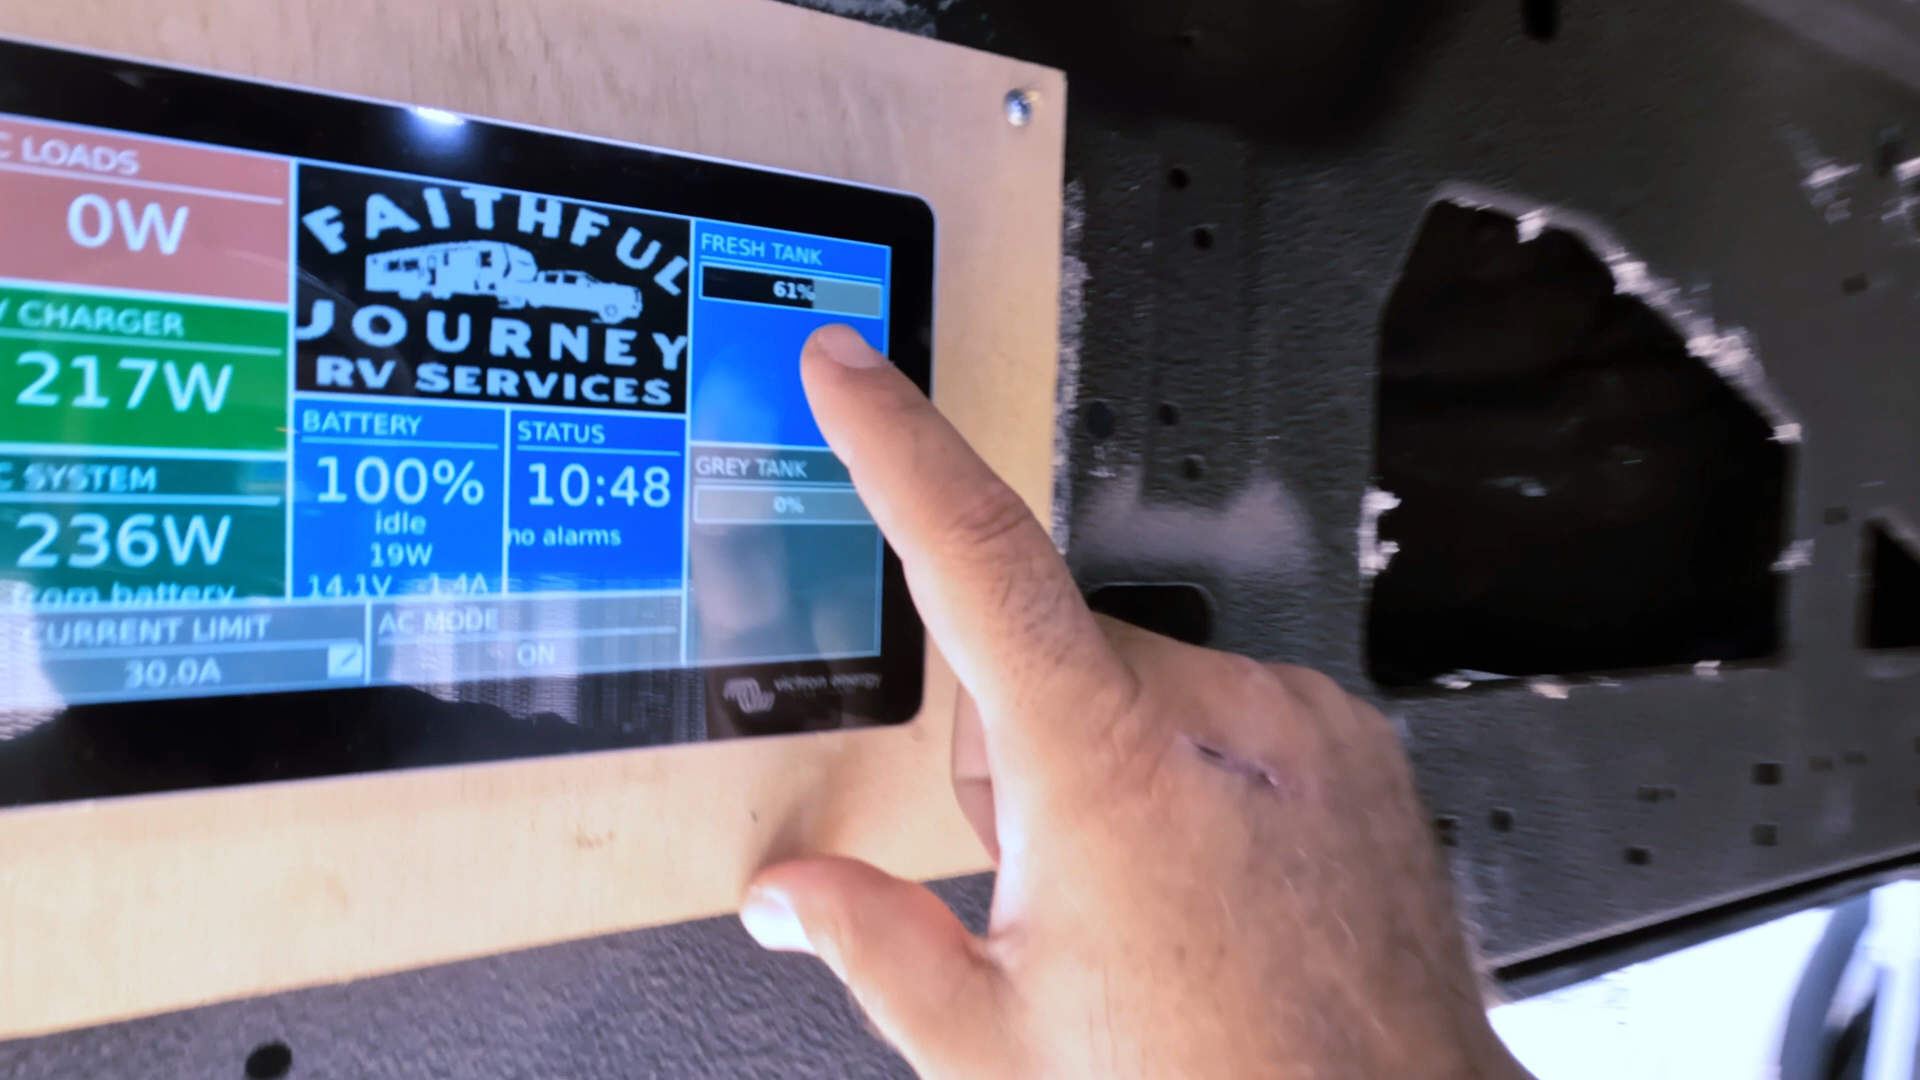 C LOADS
0W
V CHARGER
217W
C SYSTEM
236W
from battery
CURRENT LIMIT
30.0A
FAITHFUL
JOURNEY
RV SERVICES
BATTERY
100%
idle
19W
14.1V -1.4A
STATUS
10:48
no alarms
AC MODE
ON
FRESH TANK
61%
GREY TANK
0%
victron energy